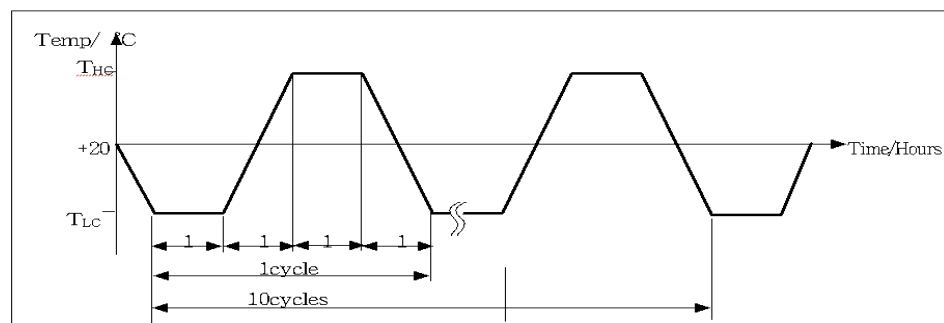 Temp/ ℃
THC
+20
Time/Hours
TLC
1 1 1 1
1cycle
10cycles